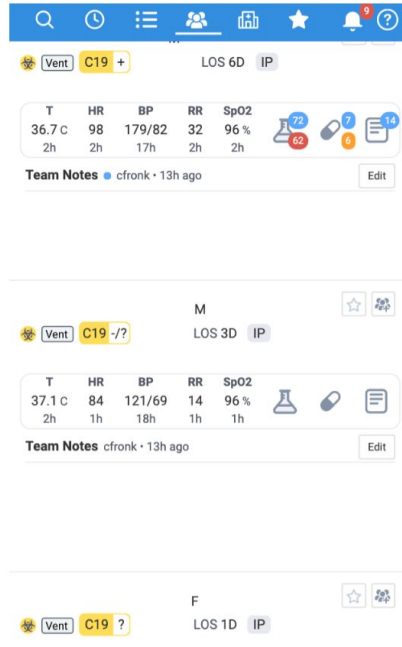 9
Vent C19 + LOS 6D IP
T HR BP RR SpO2
36.7 C 98 179/82 32 96 % 72 7 14
2h 2h 17h 2h 2h 62 6
Team Notes cfronk • 13h ago Edit
M
Vent C19 -/? LOS 3D IP
T HR BP RR SpO2
37.1 C 84 121/69 14 96 %
2h 1h 18h 1h 1h
Team Notes cfronk • 13h ago Edit
F
Vent C19 ? LOS 1D IP